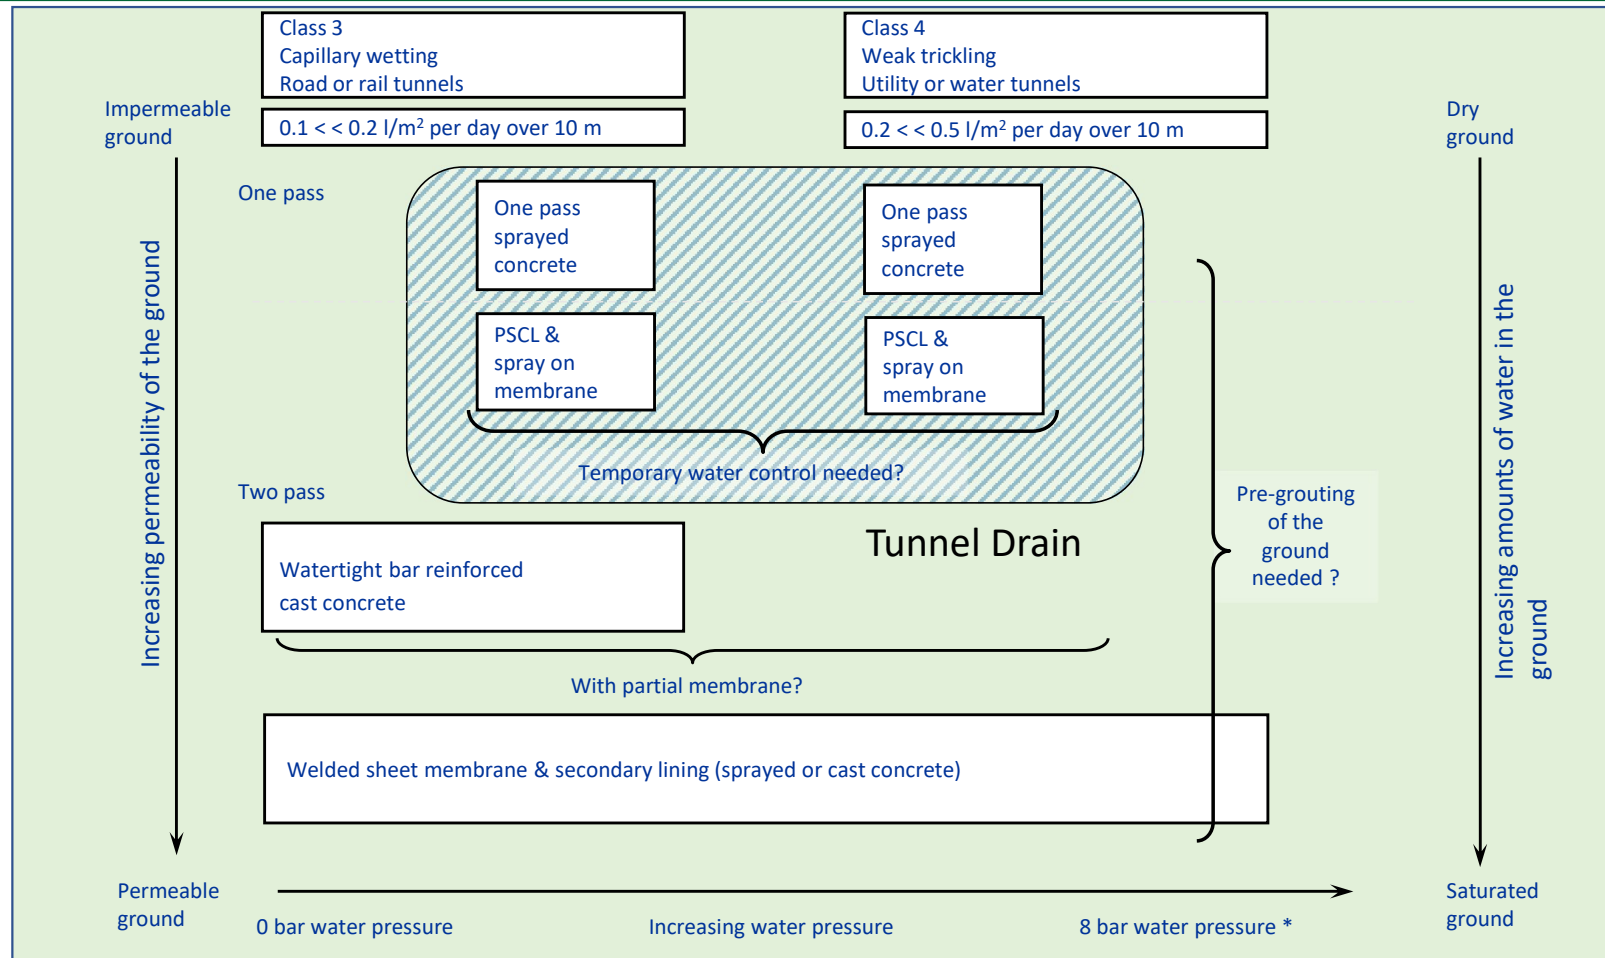 Class 3
Capillary wetting
Road or rail tunnels
Class 4
Weak trickling
Utility or water tunnels
Impermeable
ground
0.1 < < 0.2 l/m² per day over 10 m
0.2 < < 0.5 l/m² per day over 10 m
Dry
ground
One pass
One pass
sprayed
concrete
One pass
sprayed
concrete
Increasing permeability of the ground
PSCL &
spray on
membrane
PSCL &
spray on
membrane
Increasing amounts of water in the
ground
Temporary water control needed?
Two pass
Pre-grouting
of the
ground
needed ?
Tunnel Drain
Watertight bar reinforced
cast concrete
With partial membrane?
Welded sheet membrane & secondary lining (sprayed or cast concrete)
Permeable
ground
Saturated
ground
0 bar water pressure
Increasing water pressure
8 bar water pressure *